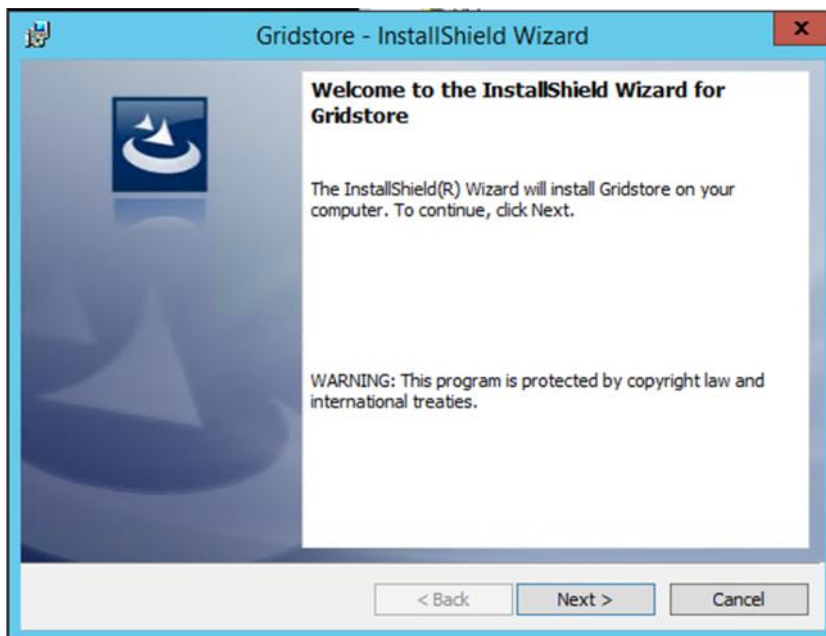 Gridstore - InstallShield Wizard
x
Welcome to the InstallShield Wizard for
Gridstore
The InstallShield(R) Wizard will install Gridstore on your
computer. To continue, click Next.
WARNING: This program is protected by copyright law and
international treaties.
< Back
Next >
Cancel